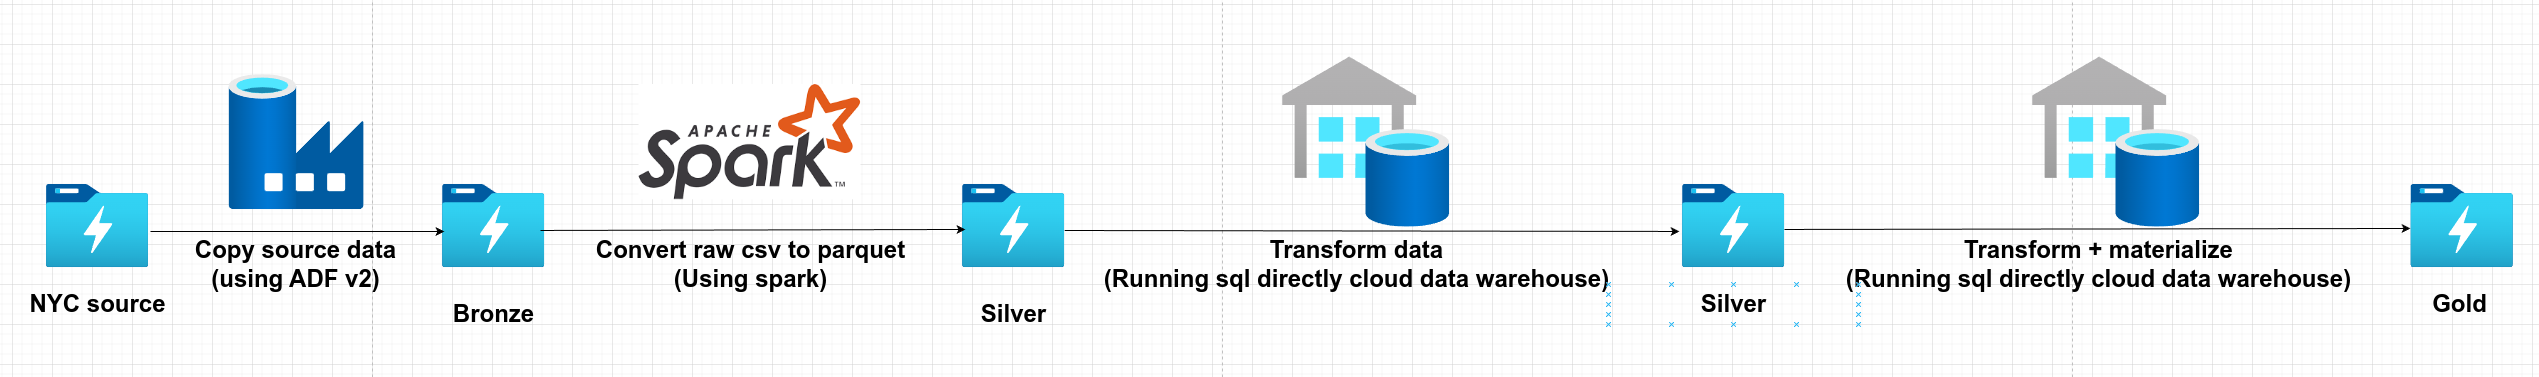 NYC source
Copy source data
(using ADF v2)
Bronze
APACHE
Spark™
Convert raw csv to parquet
(Using spark)
Silver
Transform data
(Running sql directly cloud data warehouse)
Silver
Transform + materialize
(Running sql directly cloud data warehouse)
Gold